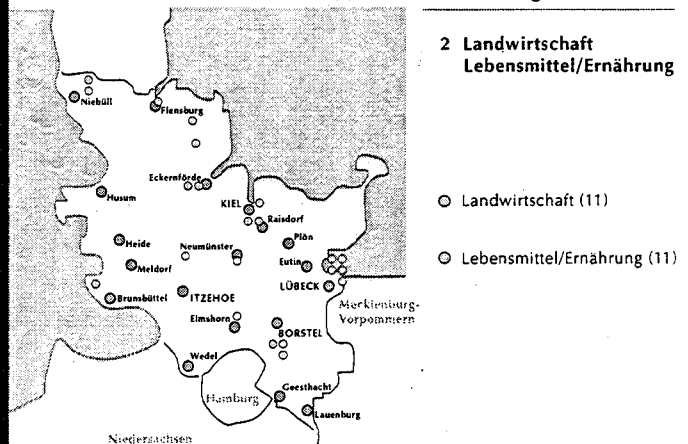 2 Landwirtschaft
Lebensmittel/Ernährung
Landwirtschaft (11)
Lebensmittel/Ernährung (11)
Niebüll
Flensburg
Eckernförde
Husum
KIEL
Raisdorf
Plön
Heide
Neumünster
Eutin
Meldorf
LÜBECK
Brunsbüttel
ITZEHOE
Mecklenburg-
Vorpommern
Elmshorn
BORSTEL
Wedel
Hamburg
Geesthacht
Lauenburg
Niedersachsen